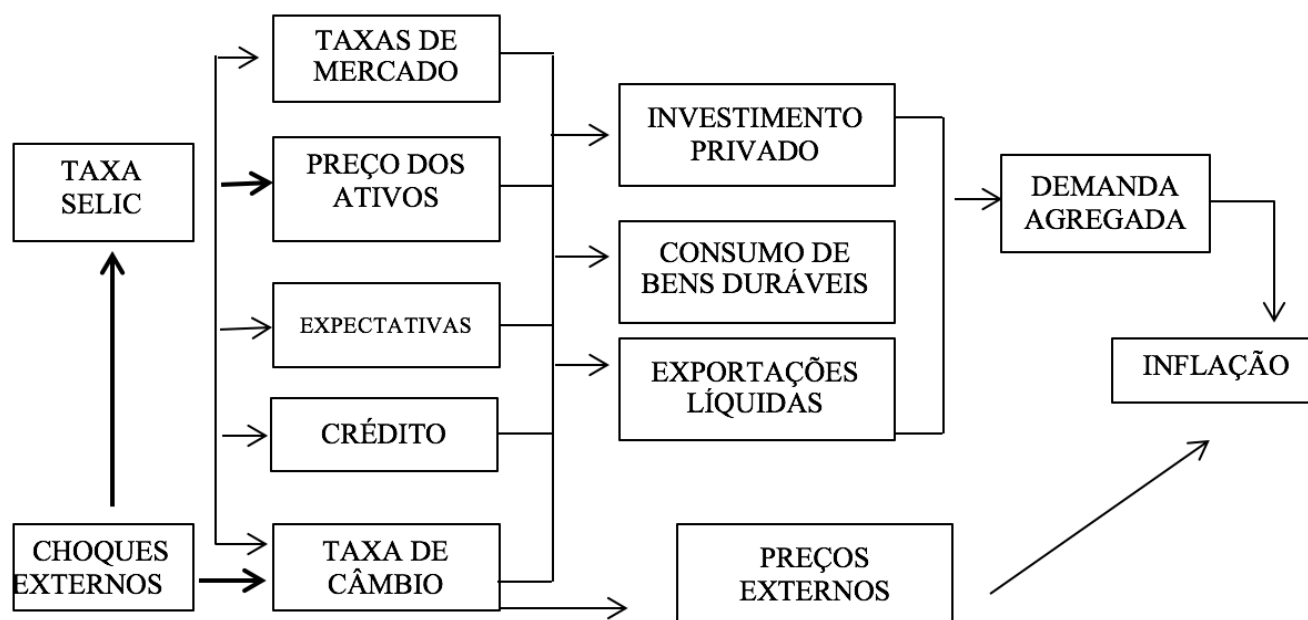 TAXAS DE
MERCADO
INVESTIMENTO
PRIVADO
TAXA
SELIC
PREÇO DOS
ATIVOS
DEMANDA
AGREGADA
CONSUMO DE
BENS DURÁVEIS
EXPECTATIVAS
EXPORTAÇÕES
LÍQUIDAS
INFLAÇÃO
CRÉDITO
CHOQUES
EXTERNOS
TAXA DE
CÂMBIO
PREÇOS
EXTERNOS